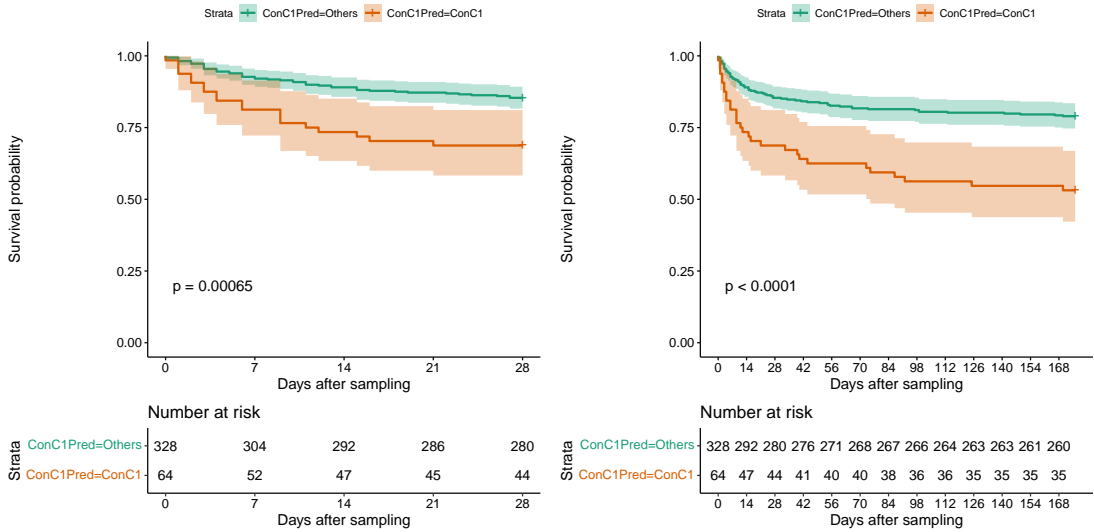 Strata ConC1Pred=Others ConC1Pred=ConC1
1.00
0.75
0.50
0.25
0.00
Survival probability
p = 0.00065
0 7 14 21 28
Days after sampling
Number at risk
Strata
ConC1Pred=Others 328 304 292 286 280
ConC1Pred=ConC1 64 52 47 45 44
0 7 14 21 28
Days after sampling
Strata ConC1Pred=Others ConC1Pred=ConC1
1.00
0.75
0.50
0.25
0.00
Survival probability
p < 0.0001
0 14 28 42 56 70 84 98 112 126 140 154 168
Days after sampling
Number at risk
Strata
ConC1Pred=Others 328 292 280 276 271 268 267 266 264 263 263 261 260
ConC1Pred=ConC1 64 47 44 41 40 40 38 36 36 35 35 35 35
0 14 28 42 56 70 84 98 112 126 140 154 168
Days after sampling